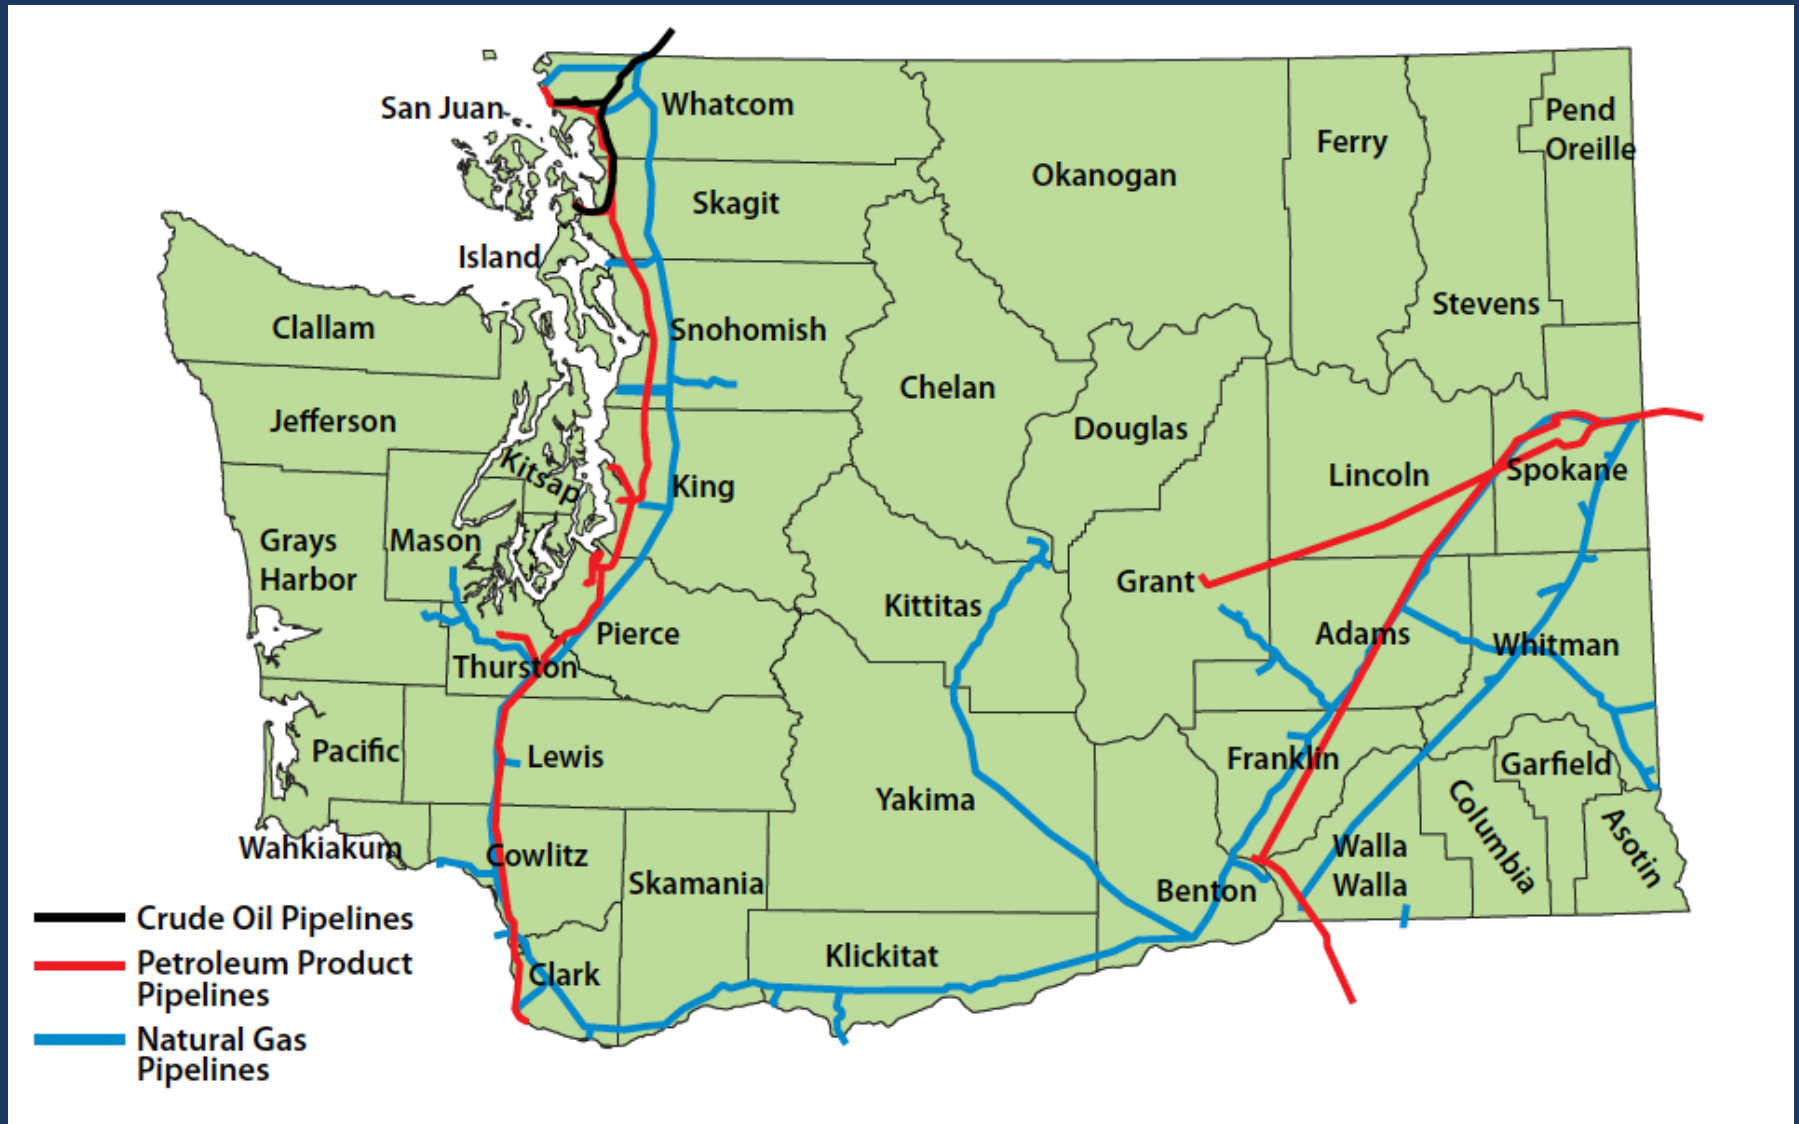 San Juan
Whatcom
Pend
Oreille
Ferry
Okanogan
Skagit
Island
Stevens
Clallam
Snohomish
Chelan
Jefferson
Douglas
Kitsap
King
Lincoln
Spokane
Grays
Harbor
Mason
Grant
Kittitas
Pierce
Adams
Whitman
Thurston
Pacific
Lewis
Franklin
Garfield
Yakima
Columbia
Asotin
Wahkiakum
Cowlitz
Walla
Walla
Skamania
Benton
Klickitat
Clark
Crude Oil Pipelines
Petroleum Product
Pipelines
Natural Gas
Pipelines